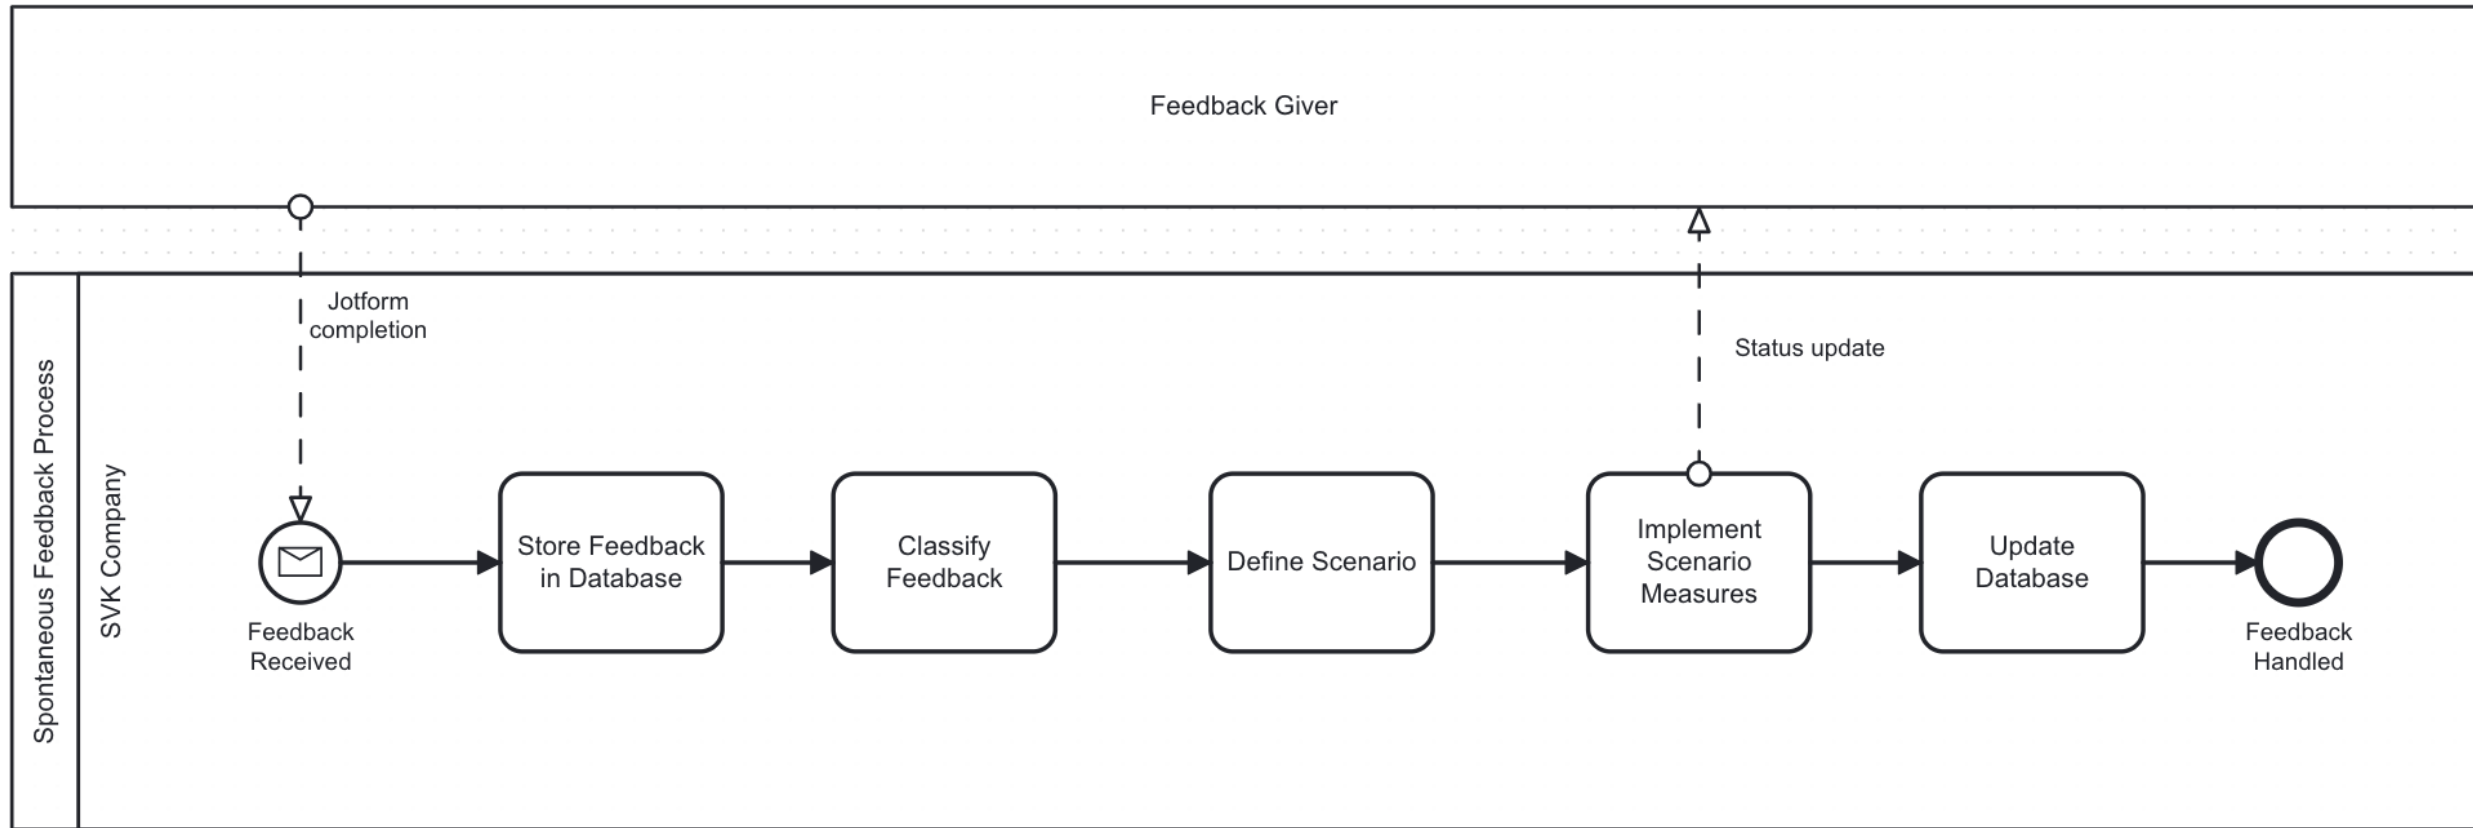 Feedback Giver
Jotform
completion
Status update
Spontaneous Feedback Process
SVK Company
Feedback
Received
Store Feedback
in Database
Classify
Feedback
Define Scenario
Implement
Scenario
Measures
Update
Database
Feedback
Handled